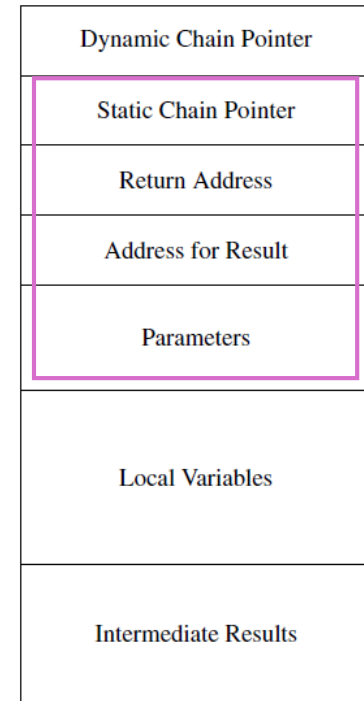 Dynamic Chain Pointer
Static Chain Pointer
Return Address
Address for Result
Parameters
Local Variables
Intermediate Results